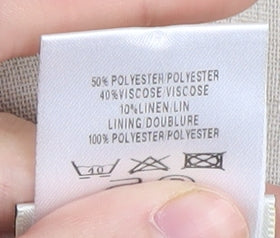 50% POLYESTER/POLYESTER
40%VISCOSE/VISCOSE
10%LINEN/LIN
LINING/DOUBLURE
100% POLYESTER/POLYESTER
40